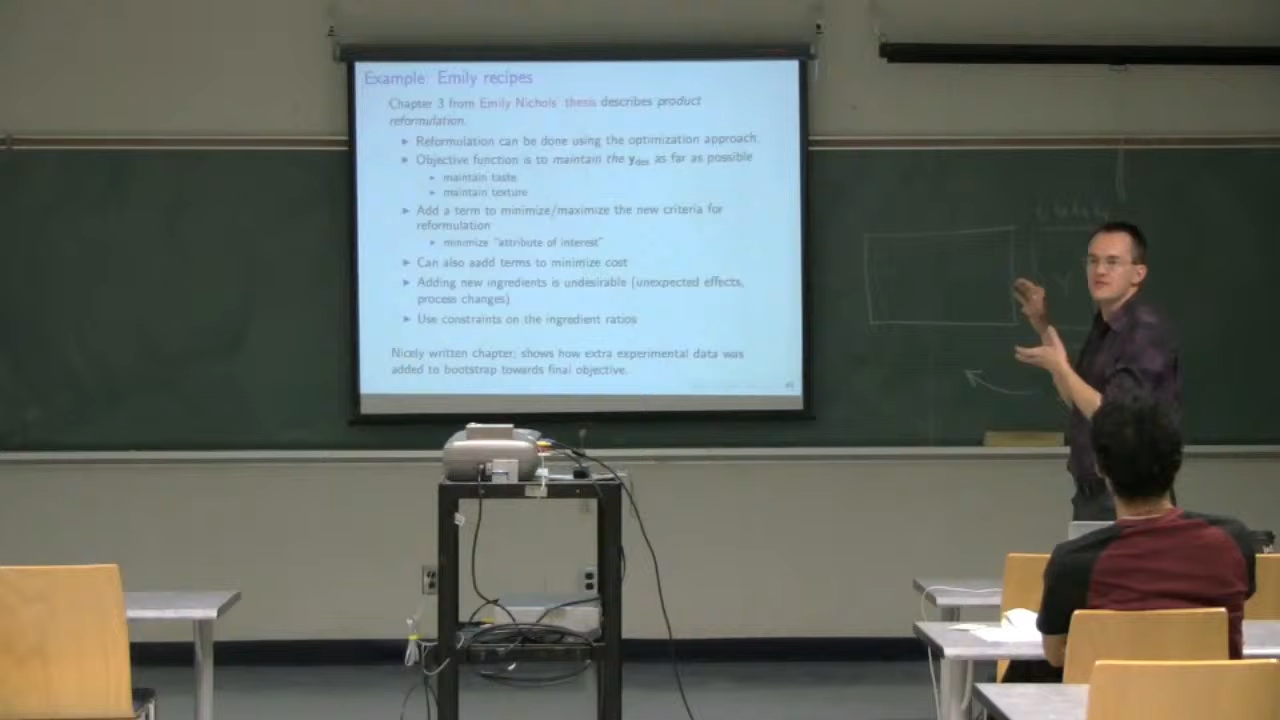 Example: Emily recipes
Chapter 3 from Emily Nichols' thesis describes product
reformulation.
▸ Reformulation can be done using the optimization approach
▸ Objective function is to maintain the y_des as far as possible
▸ maintain taste
▸ maintain texture
▸ Add a term to minimize/maximize the new criteria for
reformulation
▸ minimize "attribute of interest"
▸ Can also aadd terms to minimize cost
▸ Adding new ingredients is undesirable (unexpected effects,
process changes)
▸ Use constraints on the ingredient ratios
Nicely written chapter; shows how extra experimental data was
added to bootstrap towards final objective.
Y